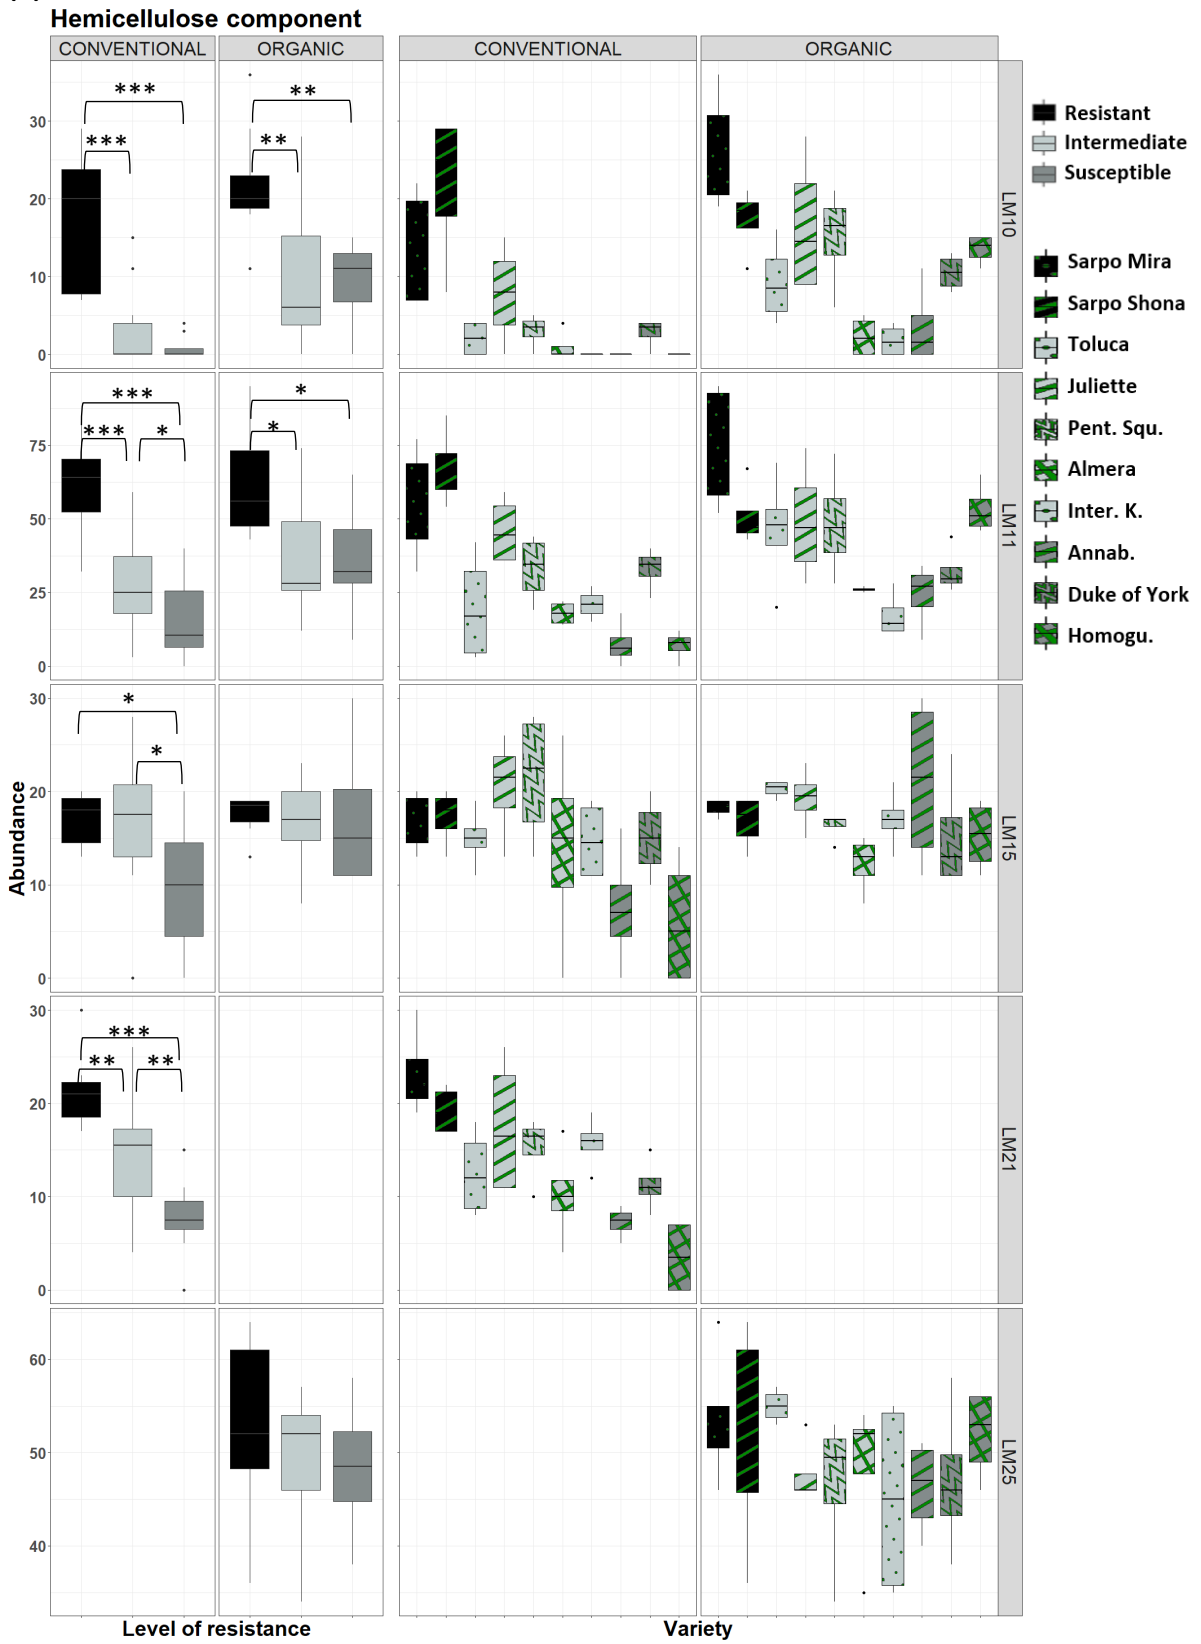 Hemicellulose component
CONVENTIONAL ORGANIC CONVENTIONAL ORGANIC
*** **
*** **
30
20
10
0
LM10
Resistant
Intermediate
Susceptible
Sarpo Mira
Sarpo Shona
Toluca
Juliette
Pent. Squ.
Almera
Inter. K.
Annab.
Duke of York
Homogu.
*** *
*** * *
75
50
25
0
LM11
*
*
30
20
10
0
LM15
Abundance
***
** **
30
20
10
0
LM21
60
50
40
LM25
Level of resistance Variety